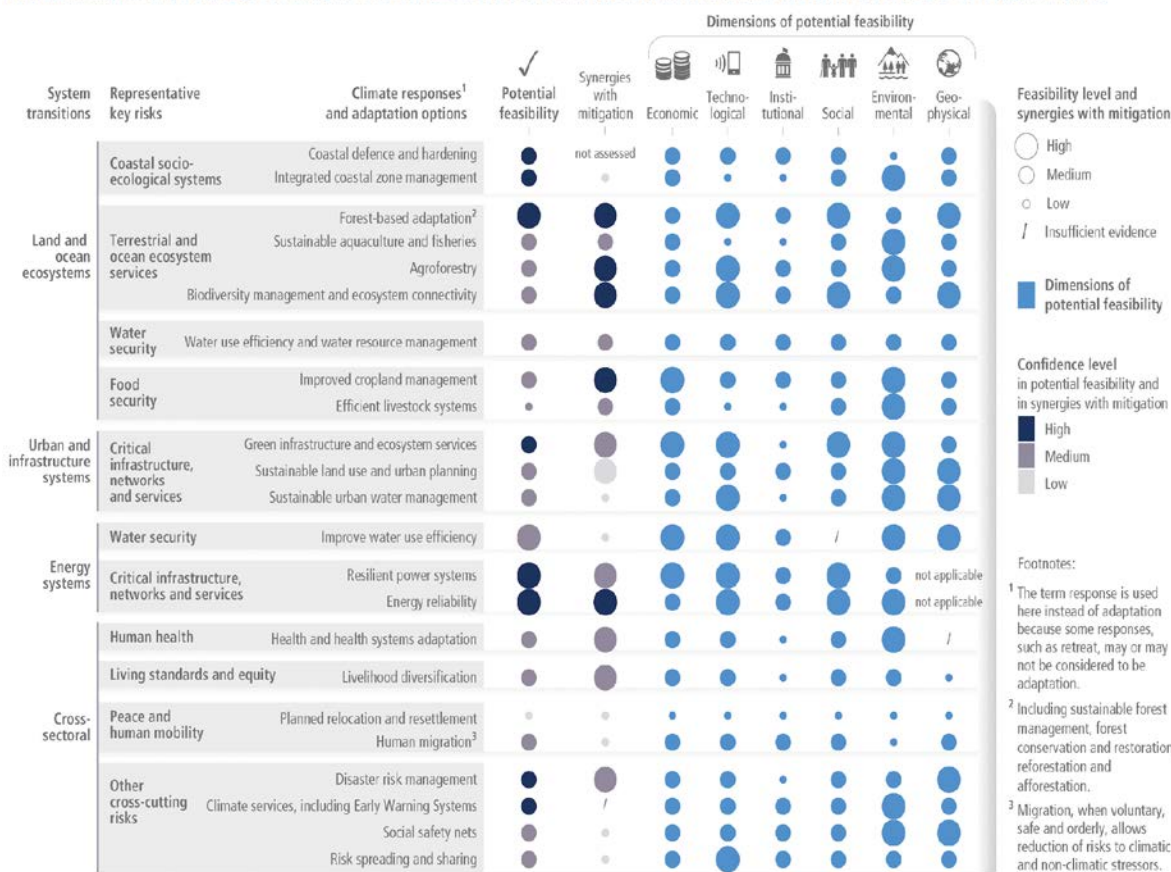 Dimensions of potential feasibility
System transitions
Representative key risks
Climate responses¹ and adaptation options
Potential feasibility
Synergies with mitigation
Economic
Techno-logical
Insti-tutional
Social
Environ-mental
Geo-physical
Land and ocean ecosystems
Coastal socio-ecological systems
Coastal defence and hardening
not assessed
Integrated coastal zone management
Terrestrial and ocean ecosystem services
Forest-based adaptation²
Sustainable aquaculture and fisheries
Agroforestry
Biodiversity management and ecosystem connectivity
Water security
Water use efficiency and water resource management
Food security
Improved cropland management
Efficient livestock systems
Urban and infrastructure systems
Critical infrastructure, networks and services
Green infrastructure and ecosystem services
Sustainable land use and urban planning
Sustainable urban water management
Energy systems
Water security
Improve water use efficiency
/
Critical infrastructure, networks and services
Resilient power systems
not applicable
Energy reliability
not applicable
Cross-sectoral
Human health
Health and health systems adaptation
/
Living standards and equity
Livelihood diversification
Peace and human mobility
Planned relocation and resettlement
Human migration³
Other cross-cutting risks
Disaster risk management
Climate services, including Early Warning Systems
/
Social safety nets
Risk spreading and sharing
Feasibility level and
synergies with mitigation
High
Medium
Low
/ Insufficient evidence
Dimensions of
potential feasibility
Confidence level
in potential feasibility and
in synergies with mitigation
High
Medium
Low
Footnotes:
¹ The term response is used
here instead of adaptation
because some responses,
such as retreat, may or may
not be considered to be
adaptation.
² Including sustainable forest
management, forest
conservation and restoration,
reforestation and
afforestation.
³ Migration, when voluntary,
safe and orderly, allows
reduction of risks to climatic
and non-climatic stressors.